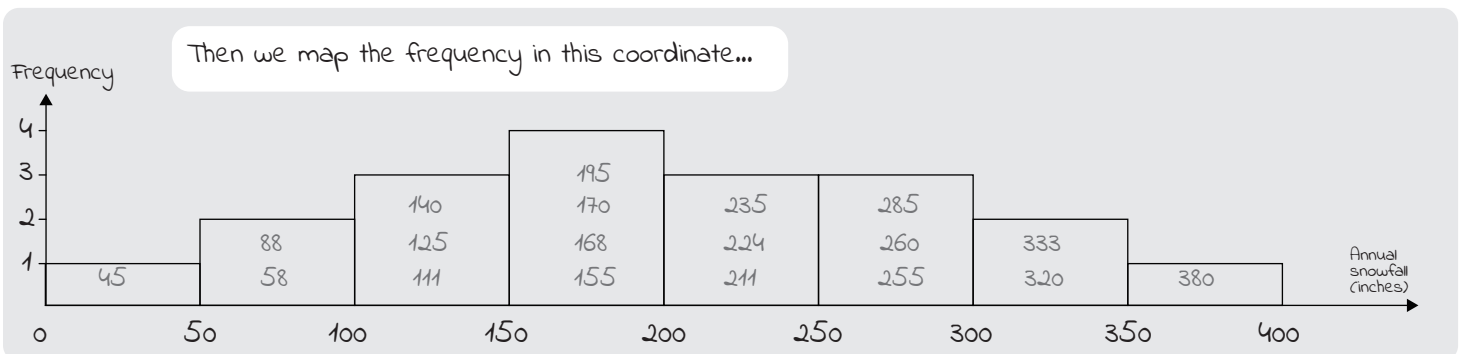 Then we map the frequency in this coordinate...
Frequency
4
3
2
1
195
140 170 235 285
88 125 168 224 260 333
45 58 111 155 211 255 320 380
Annual
snowfall
(inches)
0 50 100 150 200 250 300 350 400